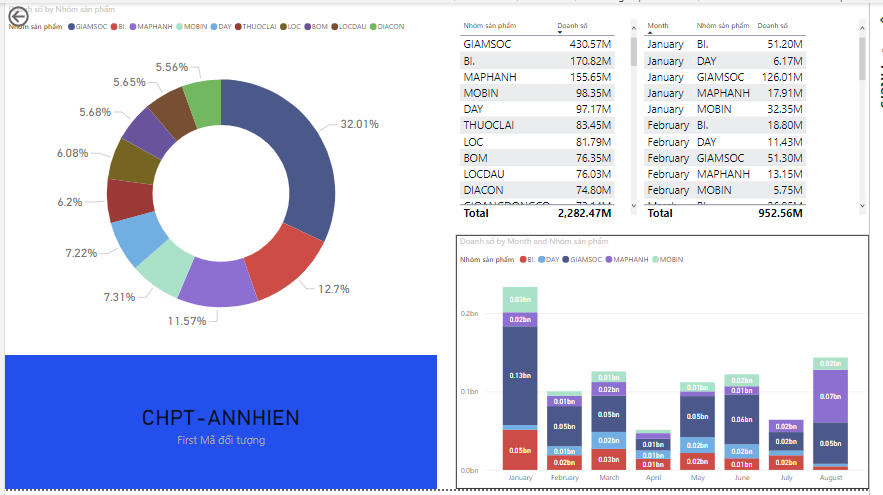 Doanh số by Nhóm sản phẩm
Nhóm sản phẩm GIAMSOC BI. MAPHANH MOBIN DAY THUOCLAI LOC BOM LOCDAU DIACON
5.56%
5.65%
5.68%
6.08%
6.2%
7.22%
7.31%
11.57%
12.7%
32.01%
CHPT-ANNHIEN
First Mã đối tượng
Nhóm sản phẩm Doanh số
GIAMSOC 430.57M
BI. 170.82M
MAPHANH 155.65M
MOBIN 98.35M
DAY 97.17M
THUOCLAI 83.45M
LOC 81.79M
BOM 76.35M
LOCDAU 76.03M
DIACON 74.80M
Total 2,282.47M
Month Nhóm sản phẩm Doanh số
January BI. 51.20M
January DAY 6.17M
January GIAMSOC 126.01M
January MAPHANH 17.91M
January MOBIN 32.35M
February BI. 18.80M
February DAY 11.43M
February GIAMSOC 51.30M
February MAPHANH 13.15M
February MOBIN 5.75M
Total 952.56M
Doanh số by Month and Nhóm sản phẩm
Nhóm sản phẩm BI. DAY GIAMSOC MAPHANH MOBIN
0.2bn
0.1bn
0.0bn
0.03bn
0.02bn
0.13bn
0.05bn
0.01bn
0.05bn
0.01bn
0.02bn
0.01bn
0.02bn
0.05bn
0.02bn
0.03bn
0.01bn
0.01bn
0.01bn
0.01bn
0.05bn
0.02bn
0.02bn
0.01bn
0.01bn
0.06bn
0.02bn
0.01bn
0.02bn
0.02bn
0.02bn
0.02bn
0.07bn
0.05bn
January February March April May June July August